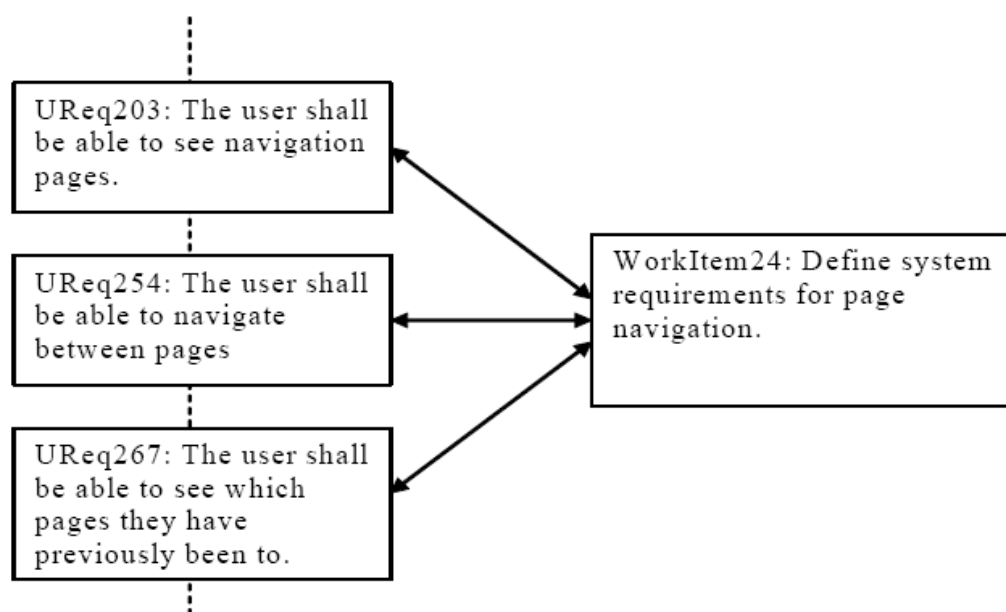 UReq203: The user shall
be able to see navigation
pages.
UReq254: The user shall
be able to navigate
between pages
UReq267: The user shall
be able to see which
pages they have
previously been to.
WorkItem24: Define system
requirements for page
navigation.